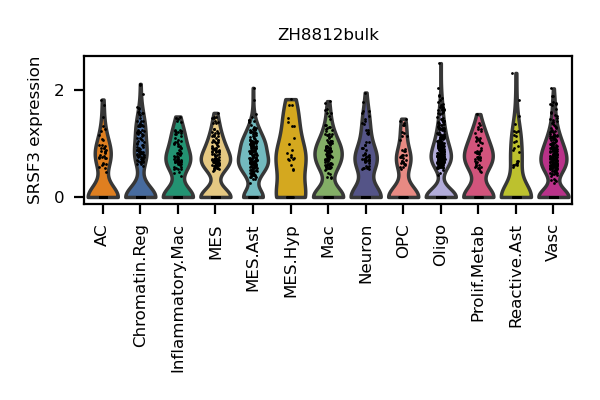 ZH8812bulk
SRSF3 expression
2
0
AC
Chromatin.Reg
Inflammatory.Mac
MES
MES.Ast
MES.Hyp
Mac
Neuron
OPC
Oligo
Prolif.Metab
Reactive.Ast
Vasc